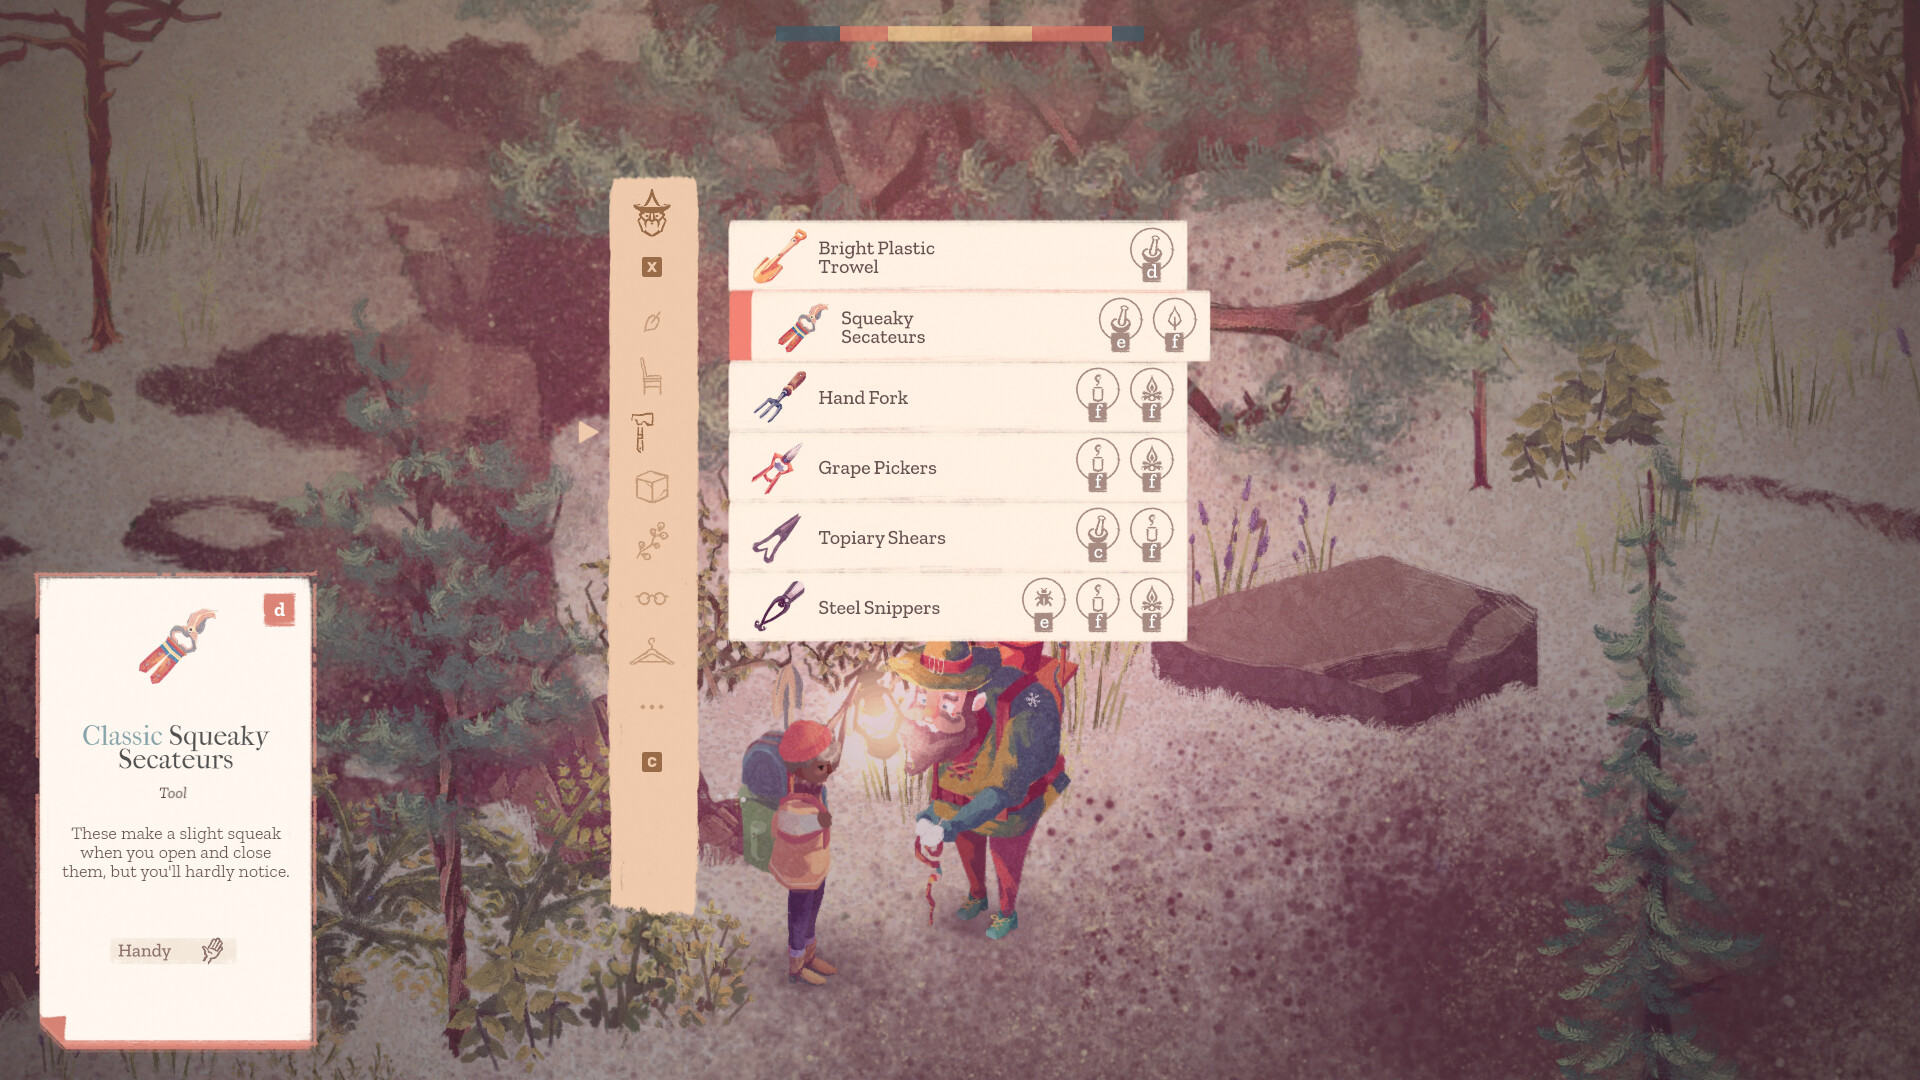 X
C
Bright Plastic
Trowel
d
Squeaky
Secateurs
e f
Hand Fork
f f
Grape Pickers
f f
Topiary Shears
c f
Steel Snippers
e f f
d
Classic Squeaky
Secateurs
Tool
These make a slight squeak
when you open and close
them, but you'll hardly notice.
Handy